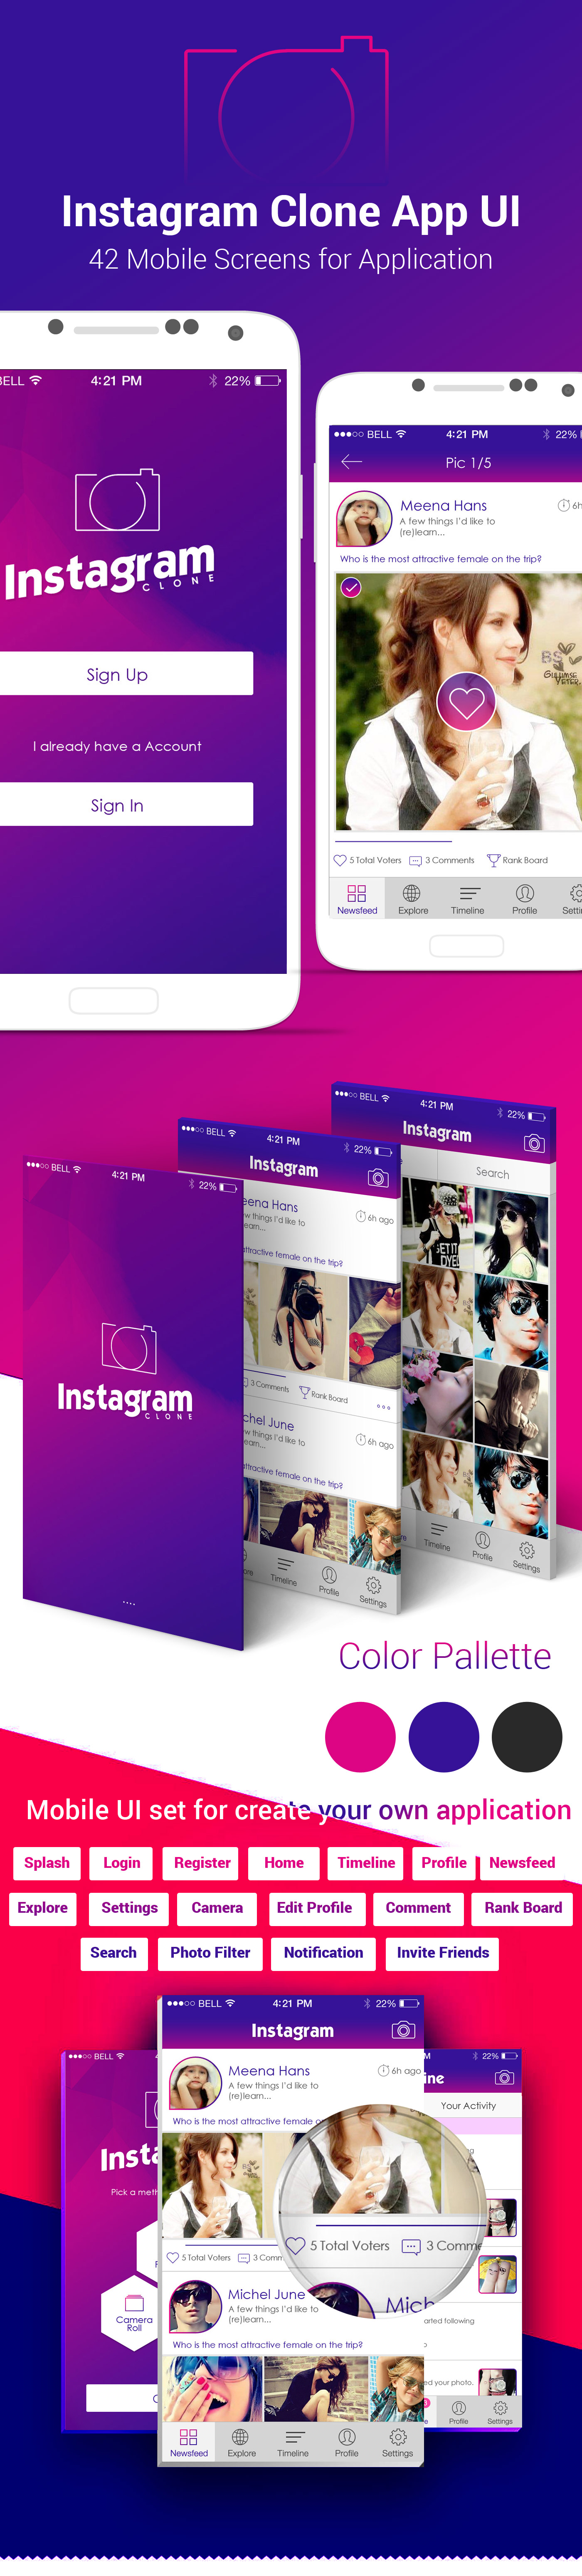 Instagram Clone App UI
42 Mobile Screens for Application
BELL
4:21 PM
22%
Instagram
CLONE
Sign Up
I already have a Account
Sign In
BELL
4:21 PM
22%
Pic 1/5
Meena Hans
6h
A few things I'd like to
(re)learn...
Who is the most attractive female on the trip?
BS
GULUMSE
YETER
5 Total Voters
3 Comments
Rank Board
Newsfeed
Explore
Timeline
Profile
BELL
4:21 PM
22%
Instagram
Search
GET IT
Timeline
Profile
Settings
BELL
4:21 PM
22%
Instagram
eena Hans
6h ago
w things I'd like to
earn...
attractive female on the trip?
3 Comments
Rank Board
chel June
6h ago
w things I'd like to
earn...
attractive female on the trip?
ore
Timeline
Profile
Settings
BELL
4:21 PM
22%
Instagram
CLONE
Color Pallette
Mobile UI set for create your own application
Splash
Login
Register
Home
Timeline
Profile
Newsfeed
Explore
Settings
Camera
Edit Profile
Comment
Rank Board
Search
Photo Filter
Notification
Invite Friends
BELL
4:21 PM
22%
Instagram
Meena Hans
6h ago
A few things I'd like to
(re)learn...
Who is the most attractive female o
5 Total Voters
3 Comm
5 Total Voters
3 Comme
Mich
Michel June
A few things I'd like to
(re)learn...
Who is the most attractive female on the trip?
Newsfeed
Explore
Timeline
Profile
Settings
BELL
Insta
Pick a meth
Camera
Roll
M
22%
ine
Your Activity
arted following
ed your photo.
Profile
Settings